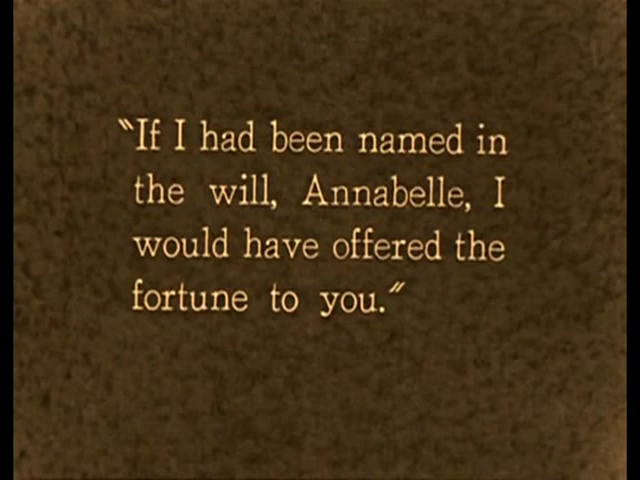 "If I had been named in
the will, Annabelle, I
would have offered the
fortune to you."